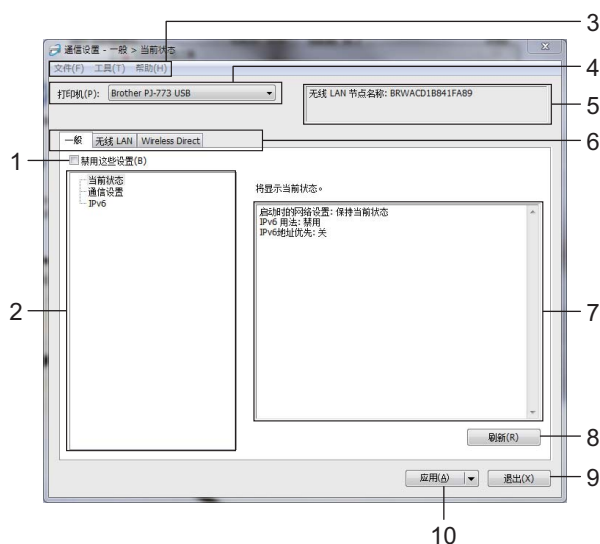 3
通信设置 - 一般 > 当前状态
文件(F) 工具(T) 帮助(H)
4
打印机(P): Brother PJ-773 USB
无线 LAN 节点名称: BRWACD1B841FA89
5
一般 无线 LAN Wireless Direct
6
1
禁用这些设置(B)
当前状态
通信设置
IPv6
将显示当前状态。
启动时的网络设置: 保持当前状态
IPv6 用法: 禁用
IPv6地址优先: 关
2
7
刷新(R)
8
应用(A)
退出(X)
9
10